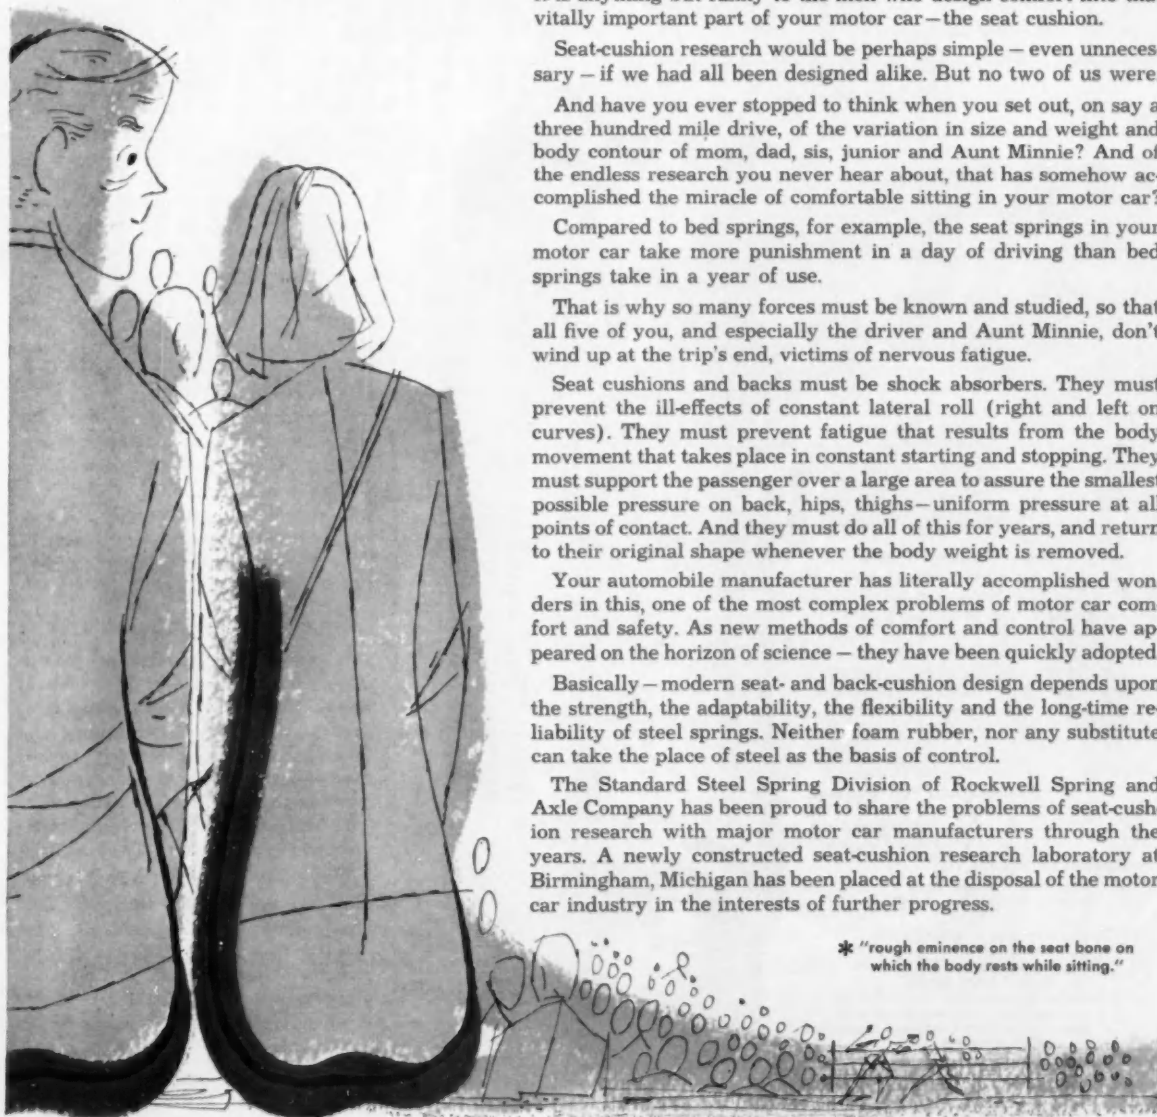 vitally important part of your motor car—the seat cushion.
Seat-cushion research would be perhaps simple – even unneces
sary – if we had all been designed alike. But no two of us were
And have you ever stopped to think when you set out, on say a
three hundred mile drive, of the variation in size and weight and
body contour of mom, dad, sis, junior and Aunt Minnie? And of
the endless research you never hear about, that has somehow ac-
complished the miracle of comfortable sitting in your motor car?
Compared to bed springs, for example, the seat springs in your
motor car take more punishment in a day of driving than bed
springs take in a year of use.
That is why so many forces must be known and studied, so that
all five of you, and especially the driver and Aunt Minnie, don't
wind up at the trip's end, victims of nervous fatigue.
Seat cushions and backs must be shock absorbers. They must
prevent the ill-effects of constant lateral roll (right and left on
curves). They must prevent fatigue that results from the body
movement that takes place in constant starting and stopping. They
must support the passenger over a large area to assure the smallest
possible pressure on back, hips, thighs—uniform pressure at all
points of contact. And they must do all of this for years, and return
to their original shape whenever the body weight is removed.
Your automobile manufacturer has literally accomplished won
ders in this, one of the most complex problems of motor car com
fort and safety. As new methods of comfort and control have ap
peared on the horizon of science – they have been quickly adopted
Basically – modern seat- and back-cushion design depends upon
the strength, the adaptability, the flexibility and the long-time re
liability of steel springs. Neither foam rubber, nor any substitute
can take the place of steel as the basis of control.
The Standard Steel Spring Division of Rockwell Spring and
Axle Company has been proud to share the problems of seat-cush
ion research with major motor car manufacturers through the
years. A newly constructed seat-cushion research laboratory at
Birmingham, Michigan has been placed at the disposal of the motor
car industry in the interests of further progress.
* "rough eminence on the seat bone on
which the body rests while sitting."